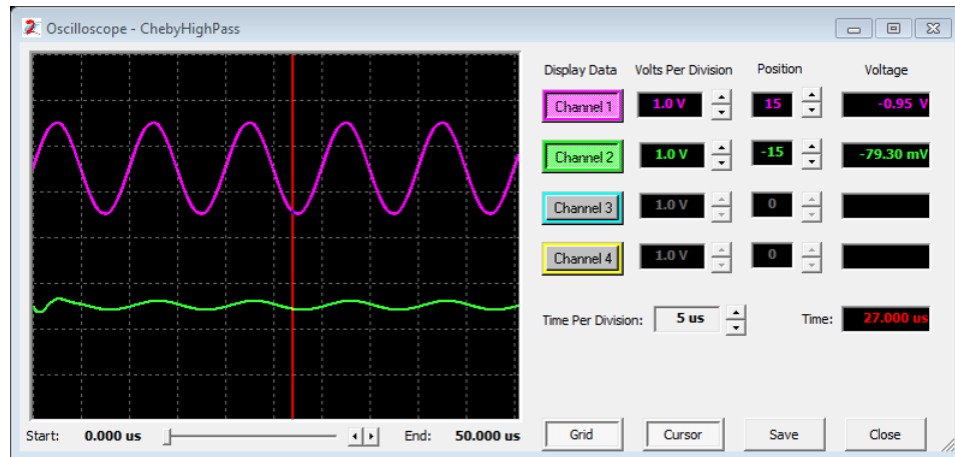 Oscilloscope - ChebyHighPass
Display Data Volts Per Division Position Voltage
Channel 1 1.0 V 15 -0.95 V
Channel 2 1.0 V -15 -79.30 mV
Channel 3 1.0 V 0
Channel 4 1.0 V 0
Time Per Division: 5 us Time: 27.000 us
Start: 0.000 us End: 50.000 us Grid Cursor Save Close